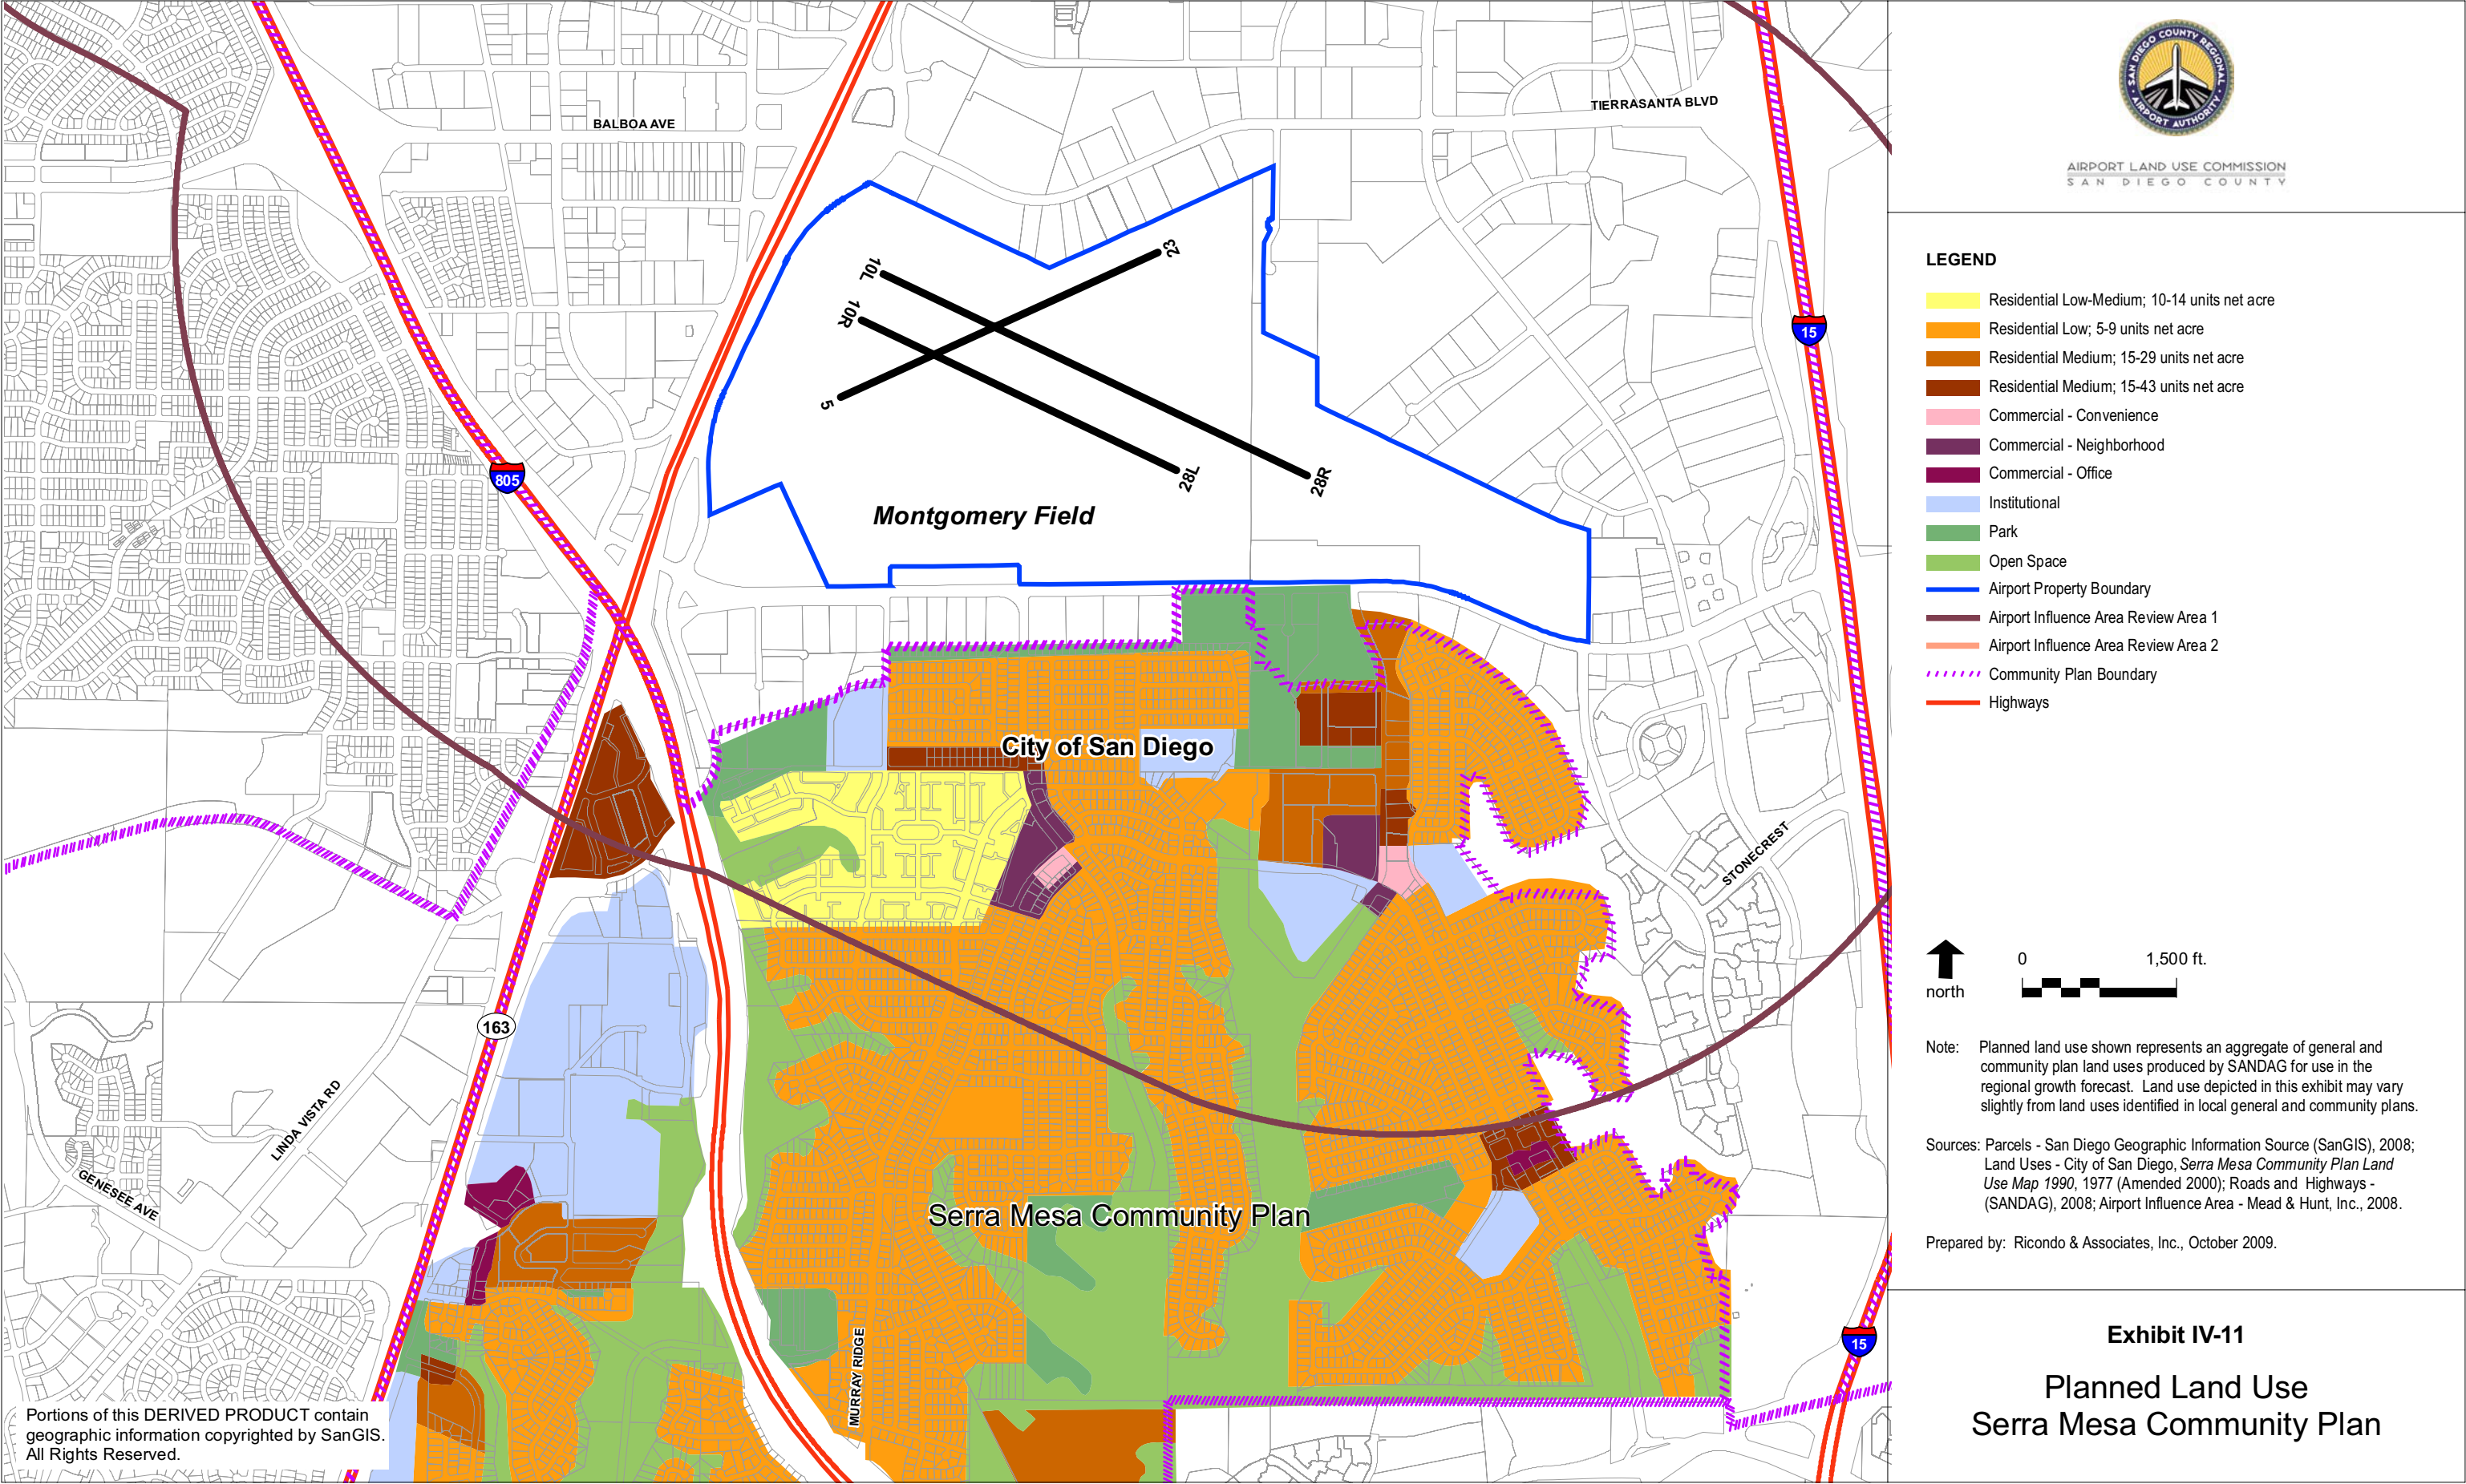 BALBOA AVE
TIERRASANTA BLVD
15
805
10L
10R
23
5
28L
28R
Montgomery Field
City of San Diego
STONECREST
163
LINDA VISTA RD
GENESEE AVE
Serra Mesa Community Plan
MURRAY RIDGE
15
Portions of this DERIVED PRODUCT contain
geographic information copyrighted by SanGIS.
All Rights Reserved.
SAN DIEGO COUNTY REGIONAL
AIRPORT AUTHORITY
AIRPORT LAND USE COMMISSION
SAN DIEGO COUNTY
LEGEND
Residential Low-Medium; 10-14 units net acre
Residential Low; 5-9 units net acre
Residential Medium; 15-29 units net acre
Residential Medium; 15-43 units net acre
Commercial - Convenience
Commercial - Neighborhood
Commercial - Office
Institutional
Park
Open Space
Airport Property Boundary
Airport Influence Area Review Area 1
Airport Influence Area Review Area 2
Community Plan Boundary
Highways
north
0 1,500 ft.
Note: Planned land use shown represents an aggregate of general and
community plan land uses produced by SANDAG for use in the
regional growth forecast. Land use depicted in this exhibit may vary
slightly from land uses identified in local general and community plans.
Sources: Parcels - San Diego Geographic Information Source (SanGIS), 2008;
Land Uses - City of San Diego, Serra Mesa Community Plan Land
Use Map 1990, 1977 (Amended 2000); Roads and Highways -
(SANDAG), 2008; Airport Influence Area - Mead & Hunt, Inc., 2008.
Prepared by: Ricondo & Associates, Inc., October 2009.
Exhibit IV-11
Planned Land Use
Serra Mesa Community Plan